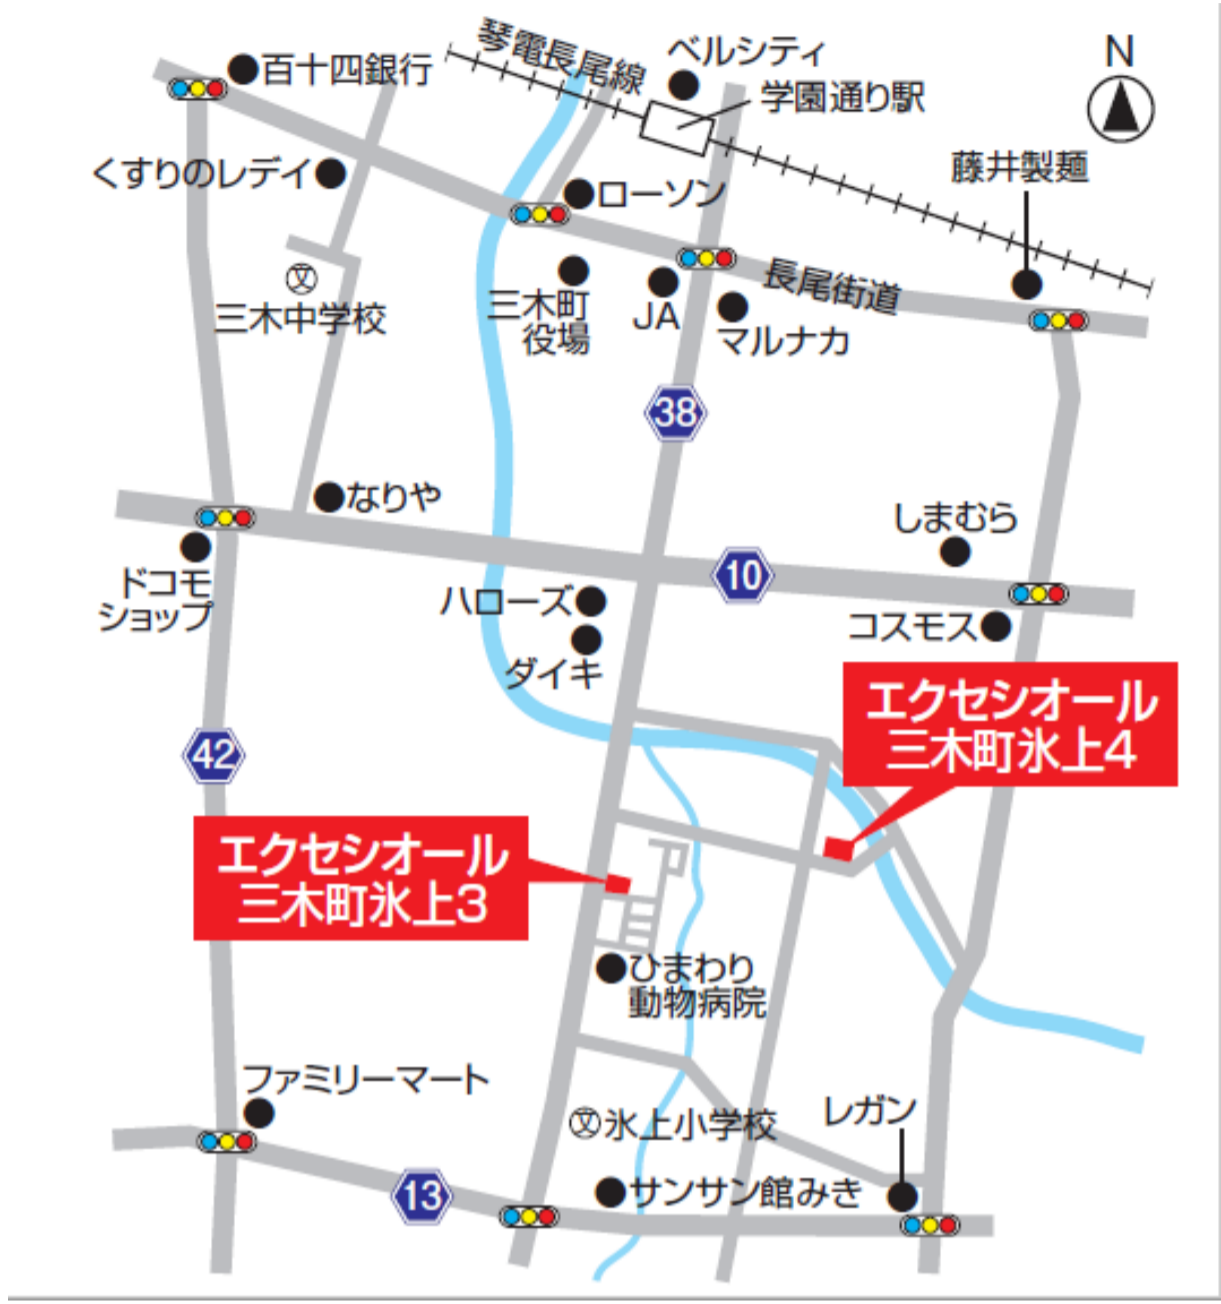 琴電長尾線
ベルシティ
N
百十四銀行
学園通り駅
くすりのレデイ
ローソン
藤井製麺
文
三木中学校
三木町
役場
JA
マルナカ
長尾街道
38
なりや
しまむら
ドコモ
ショップ
10
ハローズ
コスモス
ダイキ
エクセシオール
三木町氷上4
42
エクセシオール
三木町氷上3
ひまわり
動物病院
ファミリーマート
レガン
文氷上小学校
サンサン館みき
13